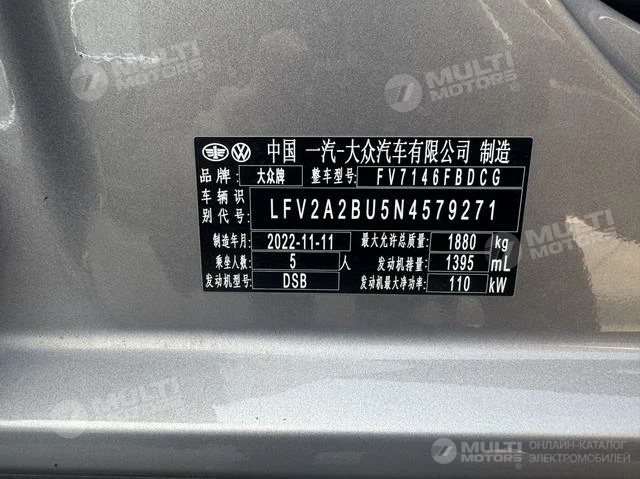 MULTI
MOTORS
MULTI
MOTORS
中国 一汽-大众汽车有限公司 制造
品牌: 大众牌 整车型号: FV7146FBDCG
车辆识
别代号: LFV2A2BU5N4579271
制造年月: 2022-11-11 最大允许总质量: 1880 kg
乘坐人数: 5 人 发动机排量: 1395 mL
发动机型号: DSB 发动机最大净功率: 110 kW
MULTI
MOTORS
MULTI
MOTORS
ОНЛАЙН-КАТАЛОГ
ЭЛЕКТРОМОБИЛЕЙ